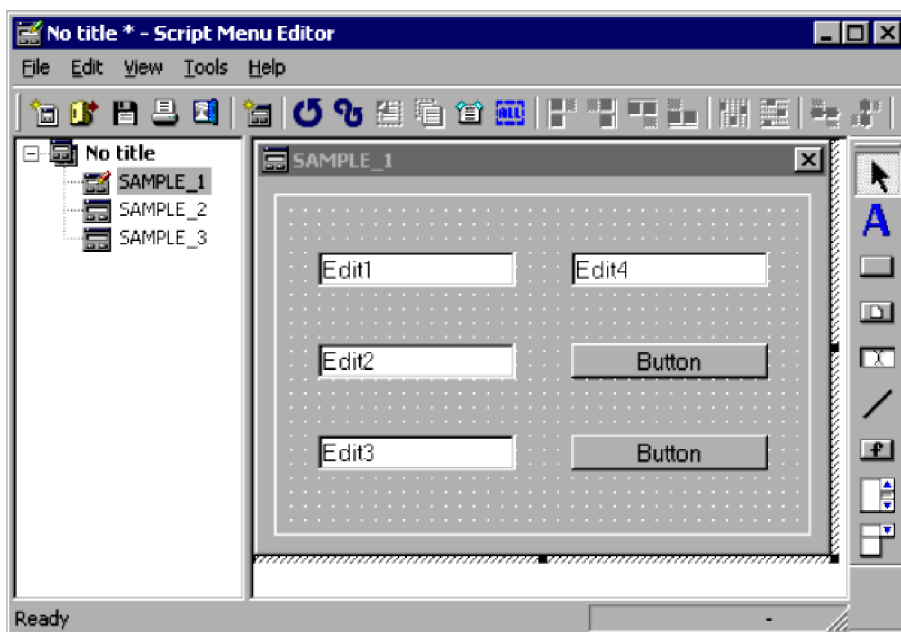 No title * - Script Menu Editor
File Edit View Tools Help
ALL
No title
SAMPLE_1
SAMPLE_2
SAMPLE_3
SAMPLE_1
Edit1 Edit4
Edit2 Button
Edit3 Button
A
f
Ready -